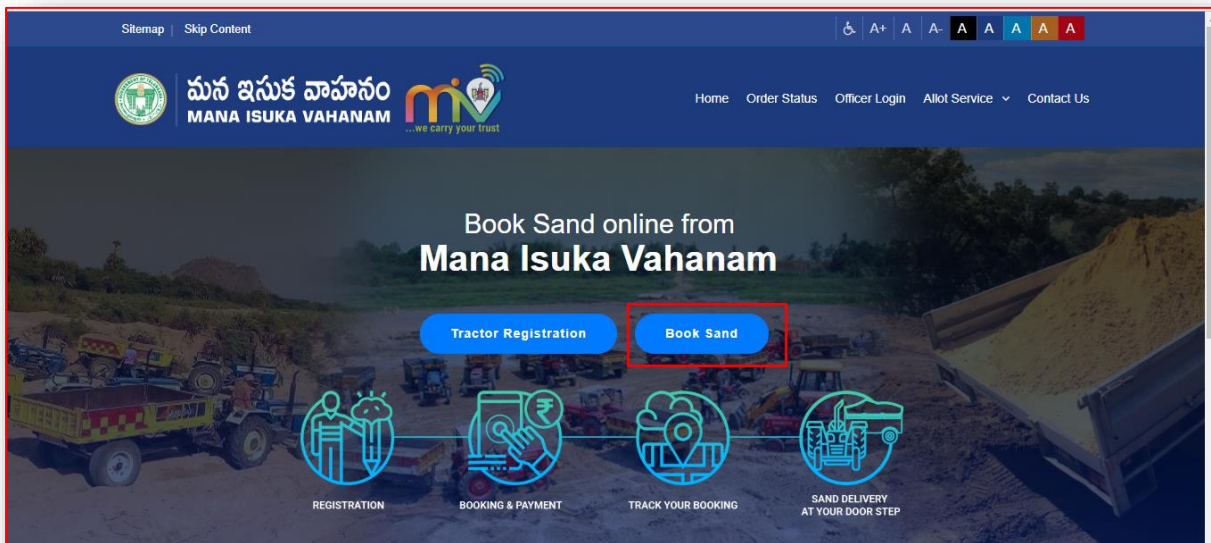 Sitemap | Skip Content
A+ A A- A A A A A
మన ఇసుక వాహనం
MANA ISUKA VAHANAM
miv
...we carry your trust
Home Order Status Officer Login Allot Service Contact Us
Book Sand online from
Mana Isuka Vahanam
Tractor Registration
Book Sand
REGISTRATION
BOOKING & PAYMENT
TRACK YOUR BOOKING
SAND DELIVERY
AT YOUR DOOR STEP